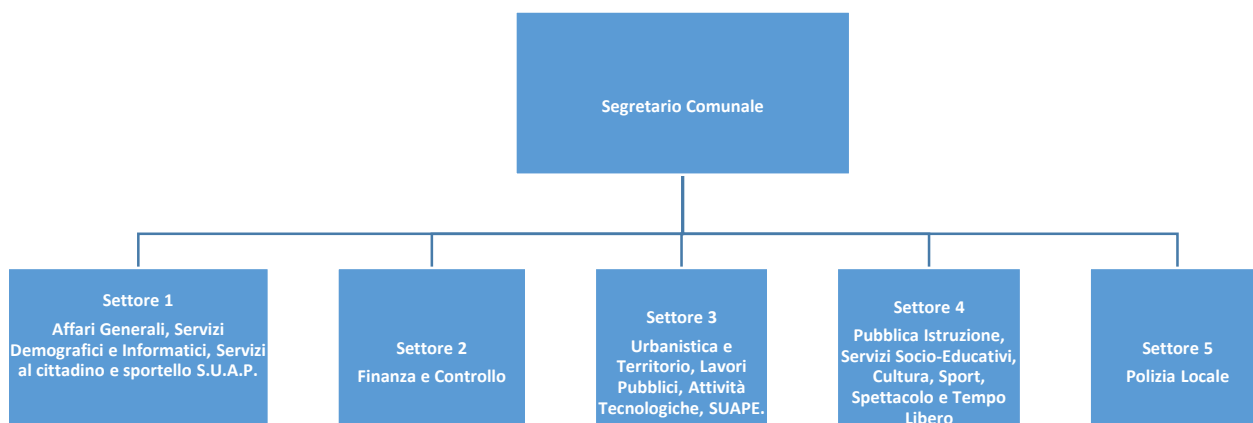 Segretario Comunale
Settore 1
Affari Generali, Servizi
Demografici e Informatici, Servizi
al cittadino e sportello S.U.A.P.
Settore 2
Finanza e Controllo
Settore 3
Urbanistica e
Territorio, Lavori
Pubblici, Attività
Tecnologiche, SUAPE.
Settore 4
Pubblica Istruzione,
Servizi Socio-Educativi,
Cultura, Sport,
Spettacolo e Tempo
Libero
Settore 5
Polizia Locale